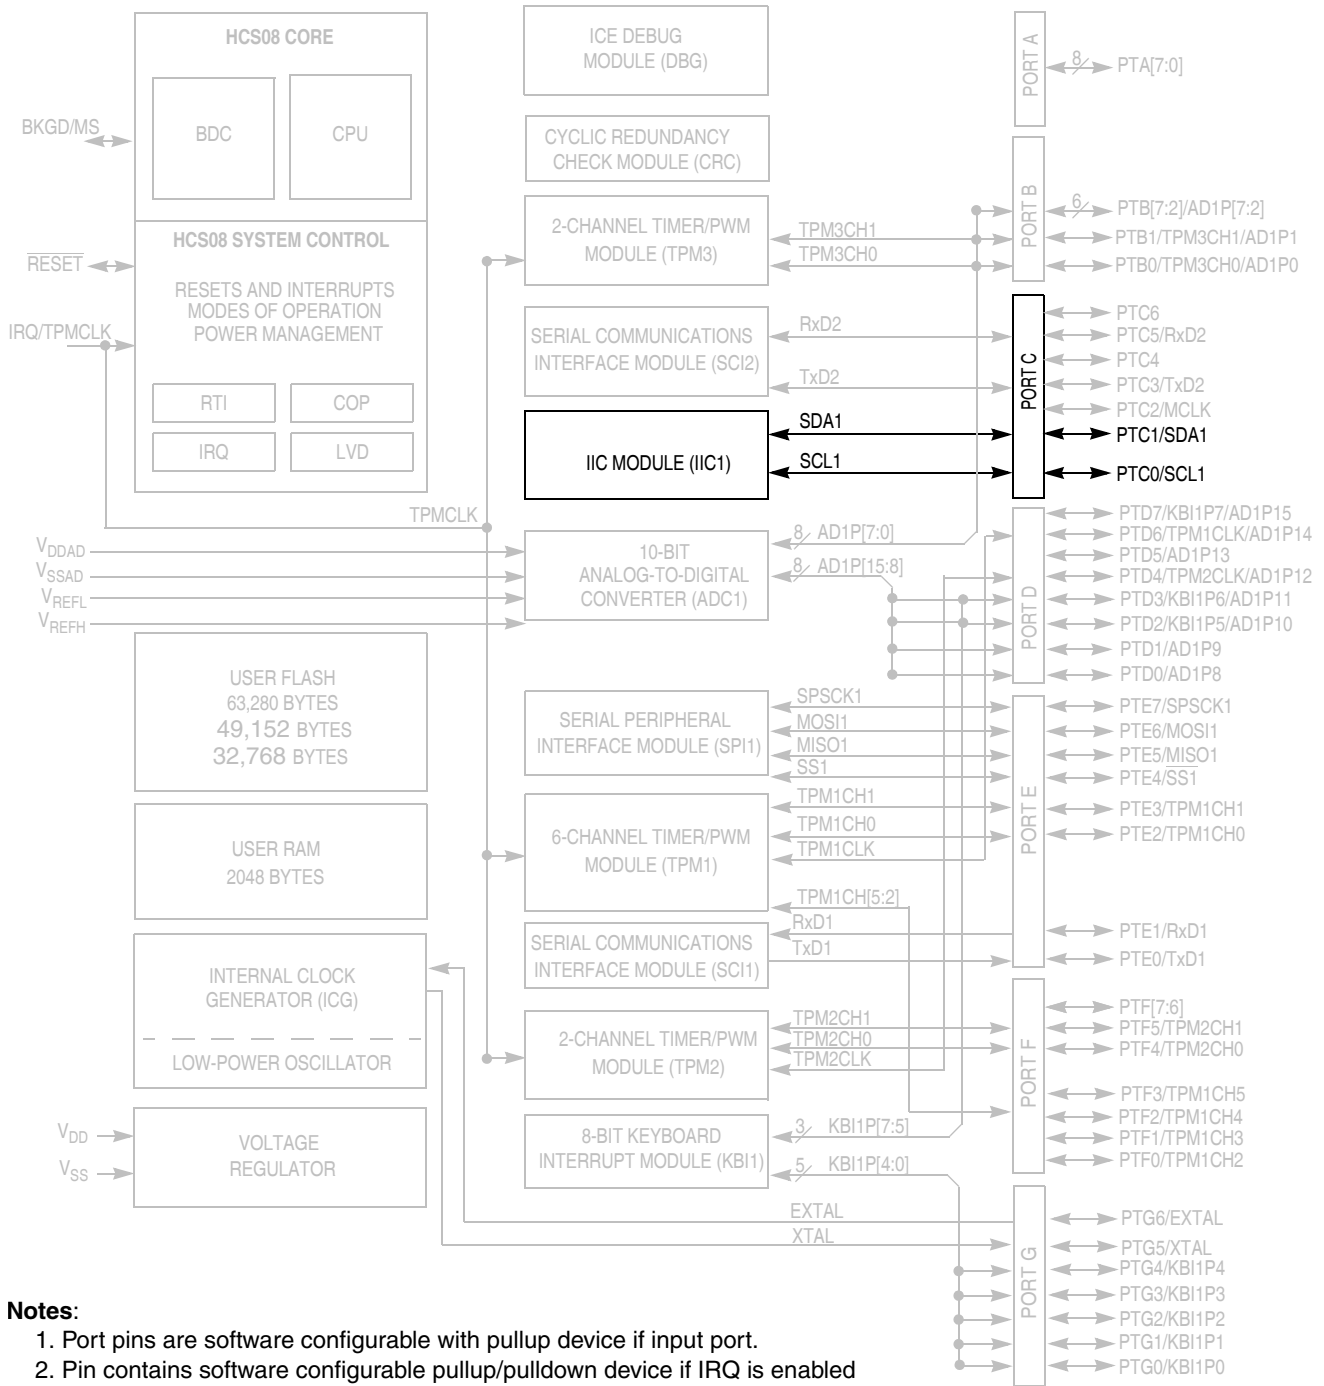 HCS08 CORE
BDC
CPU
BKGD/MS
HCS08 SYSTEM CONTROL
RESET
RESETS AND INTERRUPTS
MODES OF OPERATION
POWER MANAGEMENT
IRQ/TPMCLK
RTI
COP
IRQ
LVD
TPMCLK
VDDAD
VSSAD
VREFL
VREFH
USER FLASH
63,280 BYTES
49,152 BYTES
32,768 BYTES
USER RAM
2048 BYTES
INTERNAL CLOCK
GENERATOR (ICG)
LOW-POWER OSCILLATOR
VDD
VSS
VOLTAGE
REGULATOR
ICE DEBUG
MODULE (DBG)
CYCLIC REDUNDANCY
CHECK MODULE (CRC)
2-CHANNEL TIMER/PWM
MODULE (TPM3)
TPM3CH1
TPM3CH0
SERIAL COMMUNICATIONS
INTERFACE MODULE (SCI2)
RxD2
TxD2
IIC MODULE (IIC1)
SDA1
SCL1
10-BIT
ANALOG-TO-DIGITAL
CONVERTER (ADC1)
8 AD1P[7:0]
8 AD1P[15:8]
SERIAL PERIPHERAL
INTERFACE MODULE (SPI1)
SPSCK1
MOSI1
MISO1
SS1
6-CHANNEL TIMER/PWM
MODULE (TPM1)
TPM1CH1
TPM1CH0
TPM1CLK
TPM1CH[5:2]
SERIAL COMMUNICATIONS
INTERFACE MODULE (SCI1)
RxD1
TxD1
2-CHANNEL TIMER/PWM
MODULE (TPM2)
TPM2CH1
TPM2CH0
TPM2CLK
8-BIT KEYBOARD
INTERRUPT MODULE (KBI1)
3 KBI1P[7:5]
5 KBI1P[4:0]
EXTAL
XTAL
PORT A
8
PTA[7:0]
PORT B
6
PTB[7:2]/AD1P[7:2]
PTB1/TPM3CH1/AD1P1
PTB0/TPM3CH0/AD1P0
PORT C
PTC6
PTC5/RxD2
PTC4
PTC3/TxD2
PTC2/MCLK
PTC1/SDA1
PTC0/SCL1
PORT D
PTD7/KBI1P7/AD1P15
PTD6/TPM1CLK/AD1P14
PTD5/AD1P13
PTD4/TPM2CLK/AD1P12
PTD3/KBI1P6/AD1P11
PTD2/KBI1P5/AD1P10
PTD1/AD1P9
PTD0/AD1P8
PORT E
PTE7/SPSCK1
PTE6/MOSI1
PTE5/MISO1
PTE4/SS1
PTE3/TPM1CH1
PTE2/TPM1CH0
PTE1/RxD1
PTE0/TxD1
PORT F
PTF[7:6]
PTF5/TPM2CH1
PTF4/TPM2CH0
PTF3/TPM1CH5
PTF2/TPM1CH4
PTF1/TPM1CH3
PTF0/TPM1CH2
PORT G
PTG6/EXTAL
PTG5/XTAL
PTG4/KBI1P4
PTG3/KBI1P3
PTG2/KBI1P2
PTG1/KBI1P1
PTG0/KBI1P0
Notes:
1. Port pins are software configurable with pullup device if input port.
2. Pin contains software configurable pullup/pulldown device if IRQ is enabled